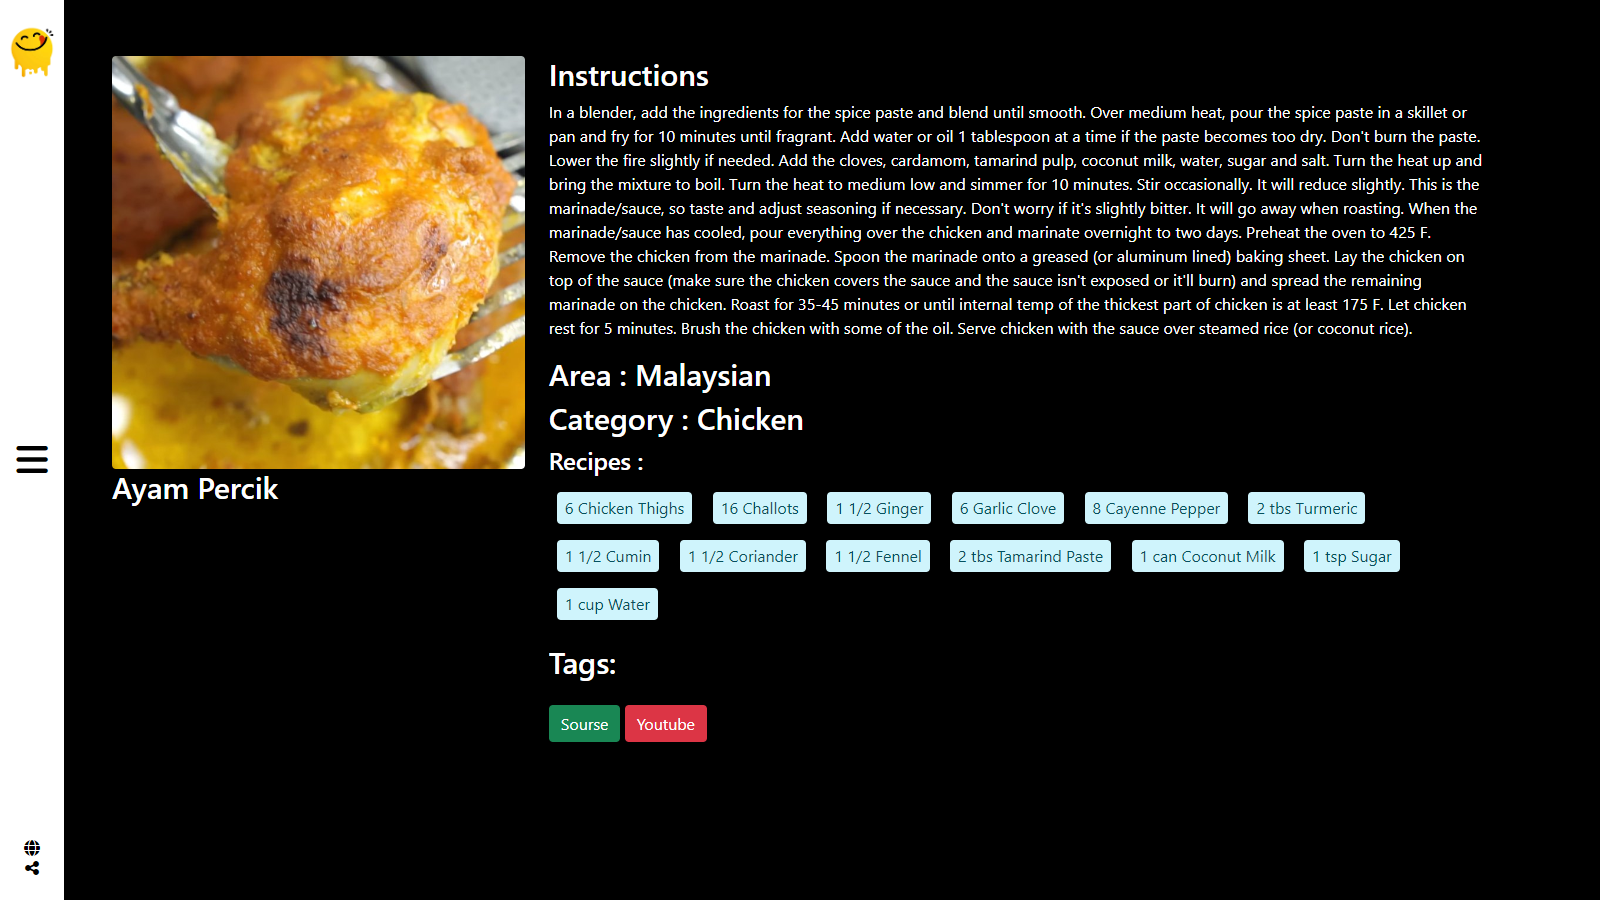 Instructions
In a blender, add the ingredients for the spice paste and blend until smooth. Over medium heat, pour the spice paste in a skillet or
pan and fry for 10 minutes until fragrant. Add water or oil 1 tablespoon at a time if the paste becomes too dry. Don't burn the paste.
Lower the fire slightly if needed. Add the cloves, cardamom, tamarind pulp, coconut milk, water, sugar and salt. Turn the heat up and
bring the mixture to boil. Turn the heat to medium low and simmer for 10 minutes. Stir occasionally. It will reduce slightly. This is the
marinade/sauce, so taste and adjust seasoning if necessary. Don't worry if it's slightly bitter. It will go away when roasting. When the
marinade/sauce has cooled, pour everything over the chicken and marinate overnight to two days. Preheat the oven to 425 F.
Remove the chicken from the marinade. Spoon the marinade onto a greased (or aluminum lined) baking sheet. Lay the chicken on
top of the sauce (make sure the chicken covers the sauce and the sauce isn't exposed or it'll burn) and spread the remaining
marinade on the chicken. Roast for 35-45 minutes or until internal temp of the thickest part of chicken is at least 175 F. Let chicken
rest for 5 minutes. Brush the chicken with some of the oil. Serve chicken with the sauce over steamed rice (or coconut rice).
Area : Malaysian
Category : Chicken
Recipes :
Ayam Percik
6 Chicken Thighs 16 Challots 1 1/2 Ginger 6 Garlic Clove 8 Cayenne Pepper 2 tbs Turmeric
1 1/2 Cumin 1 1/2 Coriander 1 1/2 Fennel 2 tbs Tamarind Paste 1 can Coconut Milk 1 tsp Sugar
1 cup Water
Tags:
Sourse Youtube